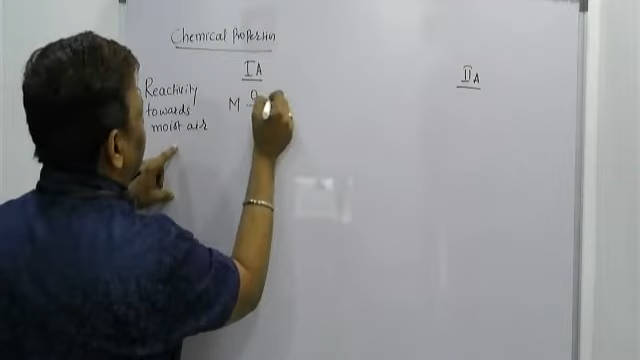 Chemical Properties
IA
IIA
Reactivity
towards
moist air
M O